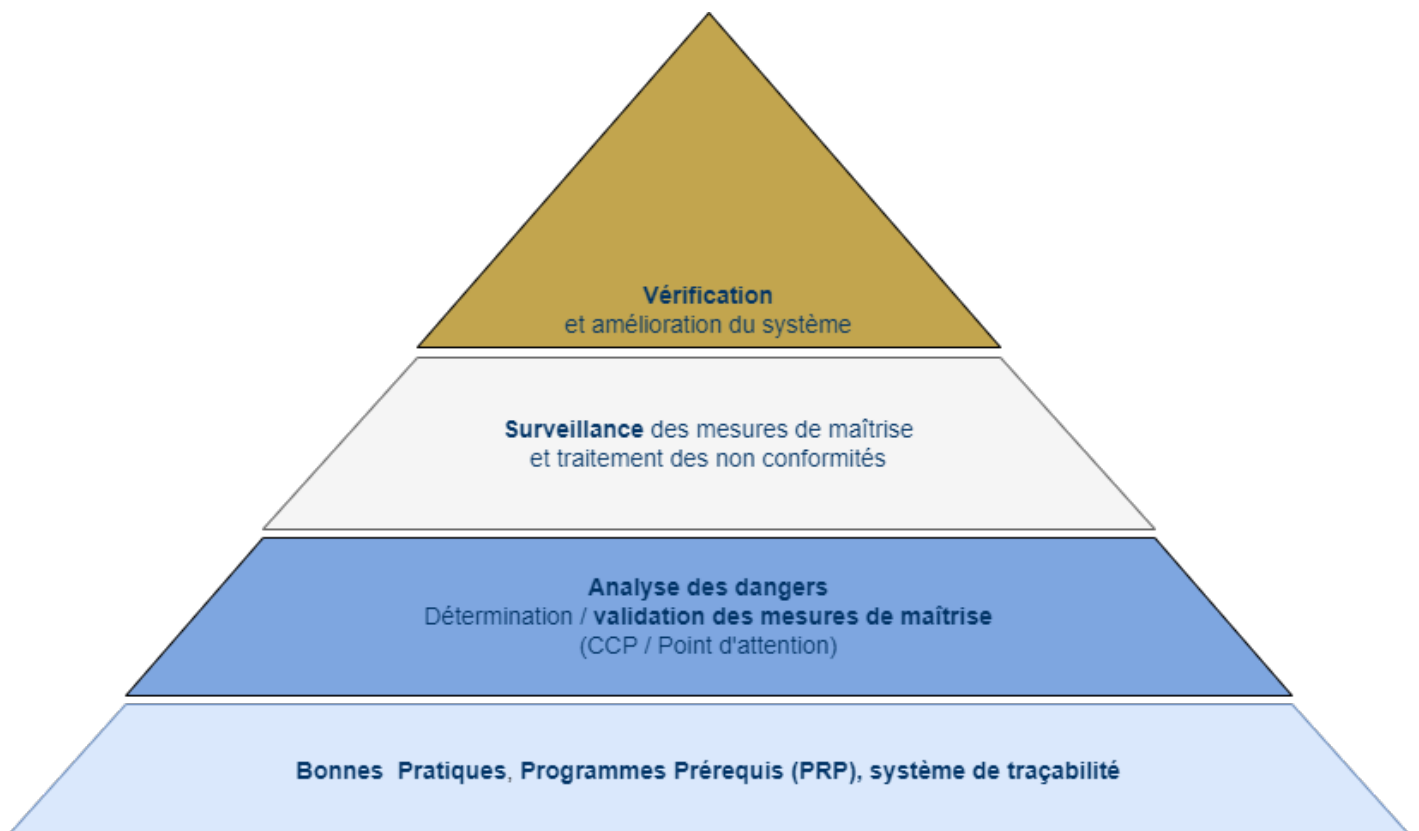 Vérification
et amélioration du système
Surveillance des mesures de maîtrise
et traitement des non conformités
Analyse des dangers
Détermination / validation des mesures de maîtrise
(CCP / Point d'attention)
Bonnes Pratiques, Programmes Prérequis (PRP), système de traçabilité